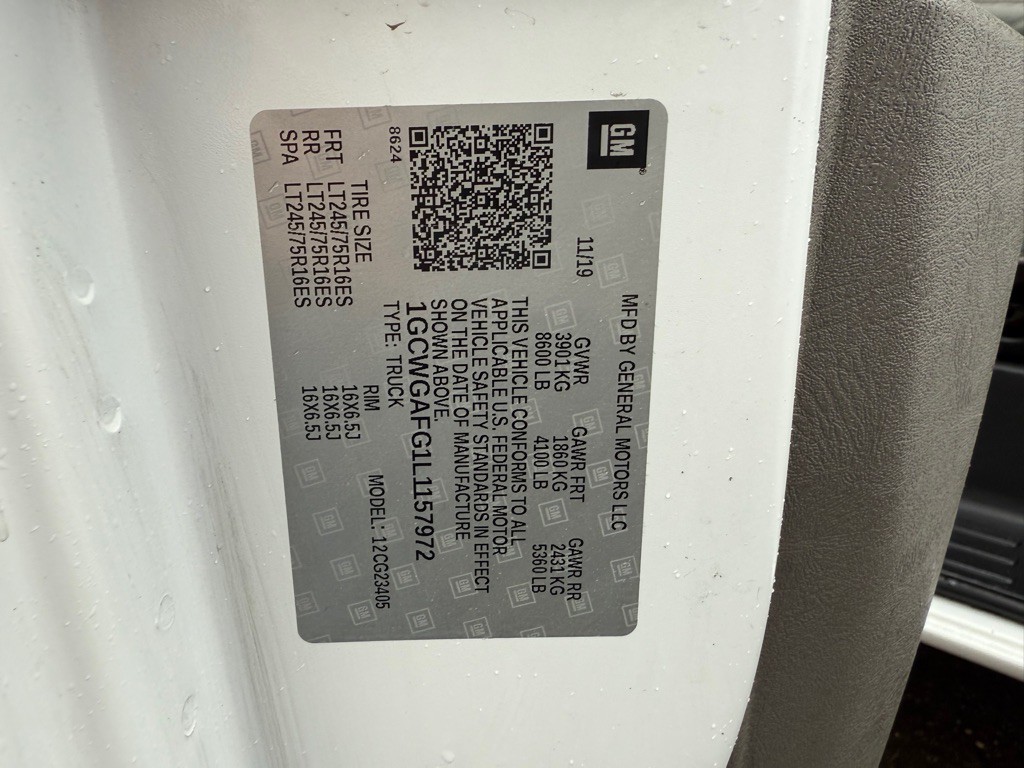 GM
MFD BY GENERAL MOTORS LLC
11/19 GVWR GAWR FRT GAWR RR
3901 KG 1860 KG 2431 KG
8600 LB 4100 LB 5360 LB
THIS VEHICLE CONFORMS TO ALL
APPLICABLE U.S. FEDERAL MOTOR
VEHICLE SAFETY STANDARDS IN EFFECT
ON THE DATE OF MANUFACTURE
SHOWN ABOVE.
1GCWGAFG1L1157972
TYPE: TRUCK
8624
MODEL: 12CG23405
TIRE SIZE RIM
FRT LT245/75R16ES 16X6.5J
RR LT245/75R16ES 16X6.5J
SPA LT245/75R16ES 16X6.5J